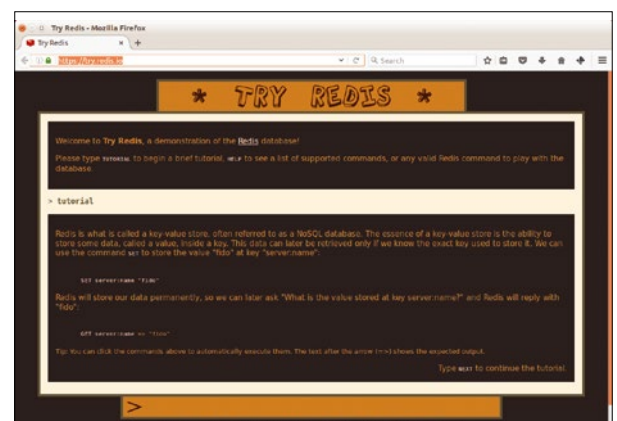 Try Redis - Mozilla Firefox
Try Redis × +
https://try.redis.io
Search
* TRY REDIS *
Welcome to Try Redis, a demonstration of the Redis database!
Please type TUTORIAL to begin a brief tutorial, HELP to see a list of supported commands, or any valid Redis command to play with the
database.
> tutorial
Redis is what is called a key-value store, often referred to as a NoSQL database. The essence of a key-value store is the ability to
store some data, called a value, inside a key. This data can later be retrieved only if we know the exact key used to store it. We can
use the command SET to store the value "fido" at key "server:name":
SET server:name "fido"
Redis will store our data permanently, so we can later ask "What is the value stored at key server:name?" and Redis will reply with
"fido":
GET server:name => "fido"
Tip: You can click the commands above to automatically execute them. The text after the arrow (=>) shows the expected output.
Type NEXT to continue the tutorial.
>